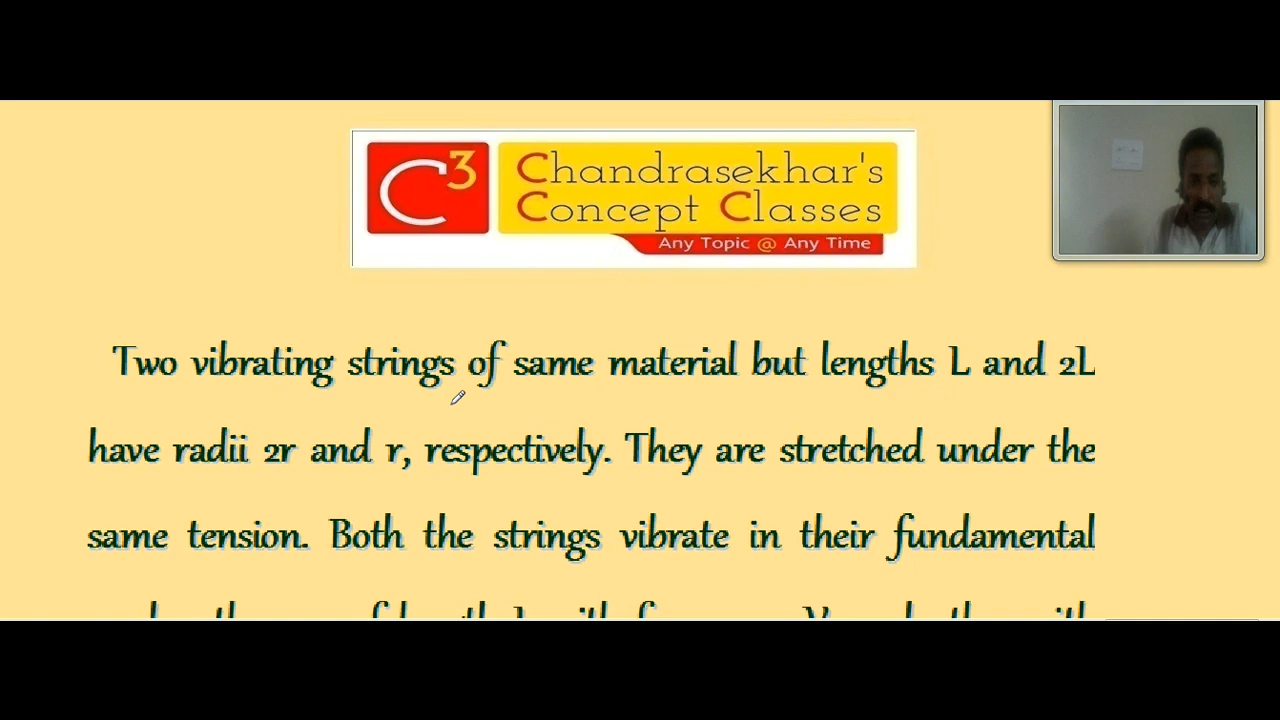 C3
Chandrasekhar's
Concept Classes
Any Topic @ Any Time
Two vibrating strings of same material but lengths L and 2L
have radii 2r and r, respectively. They are stretched under the
same tension. Both the strings vibrate in their fundamental